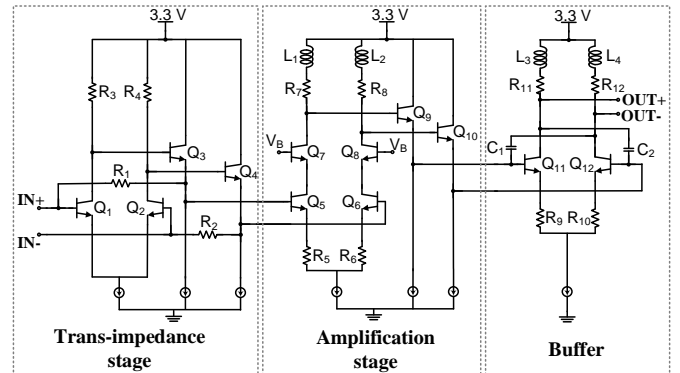 3.3 V
3.3 V
3.3 V
L1
L2
L3
L4
R3
R4
R7
R8
R11
R12
OUT+
OUT-
Q9
Q10
Q3
VB
Q7
Q8
VB
C1
C2
Q4
Q11
Q12
R1
IN+
Q1
Q2
Q5
Q6
R2
R9
R10
IN-
R5
R6
Trans-impedance
stage
Amplification
stage
Buffer